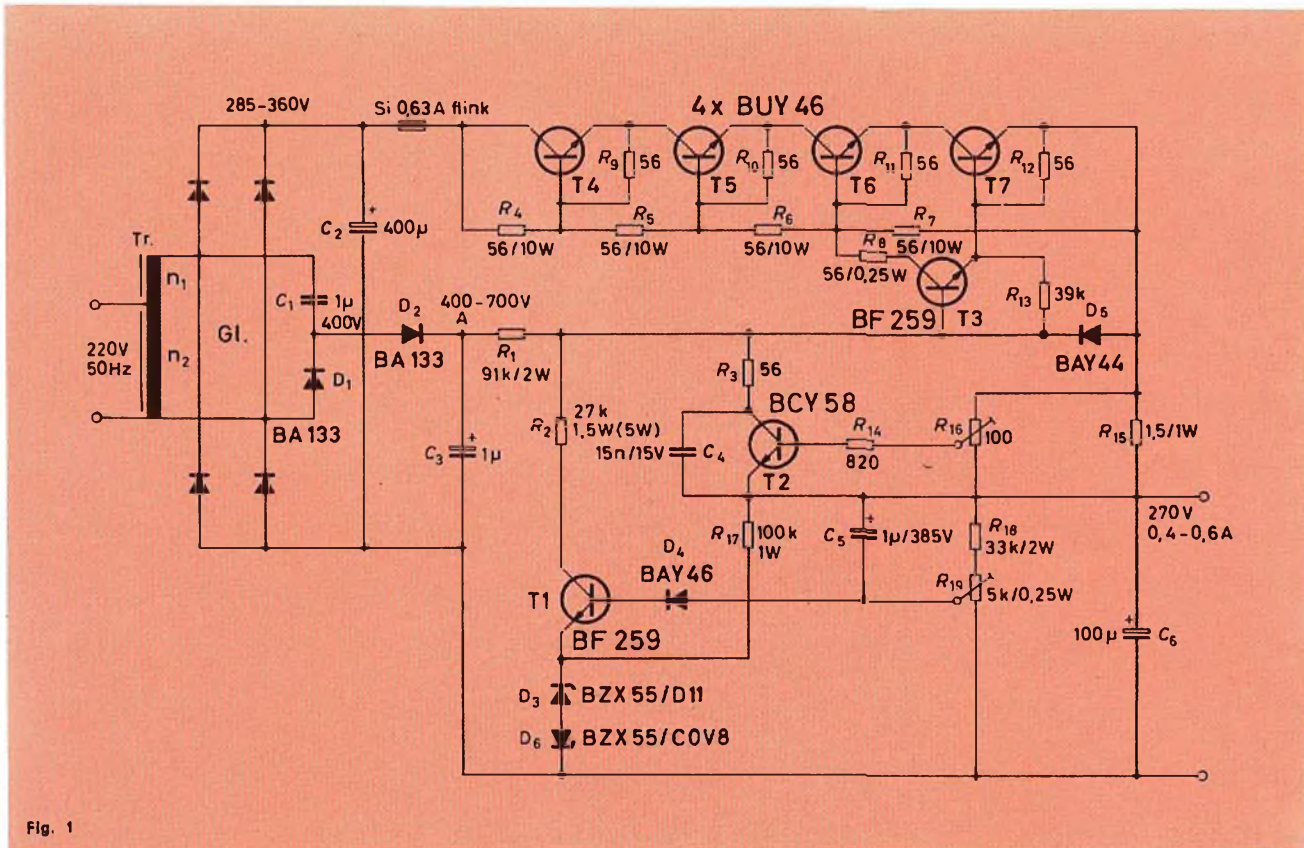 285-360V
Si 0,63A flink
4x BUY 46
R9
56
R10
56
R11
56
R12
56
T4
T5
T6
T7
R4
56/10W
R5
56/10W
R6
56/10W
R7
56/10W
R8
56/0,25W
C2
+
400µ
Tr.
n1
n2
Gl.
220V
50Hz
C1
1µ
400V
D1
BA 133
D2
BA 133
400-700V
A
R1
91k/2W
BF 259
T3
R13
39k
D5
BAY44
R3
56
BCY 58
R2
27k
1,5W(5W)
15n/15V
C4
T2
R14
820
R16
100
R15
1,5/1W
C3
+
1µ
R17
100k
1W
C5
+
1µ/385V
R18
33k/2W
270V
0,4-0,6A
D4
BAY46
R19
5k/0,25W
T1
BF 259
100µ
+
C6
D3
BZX55/D11
D6
BZX55/C0V8
Fig. 1